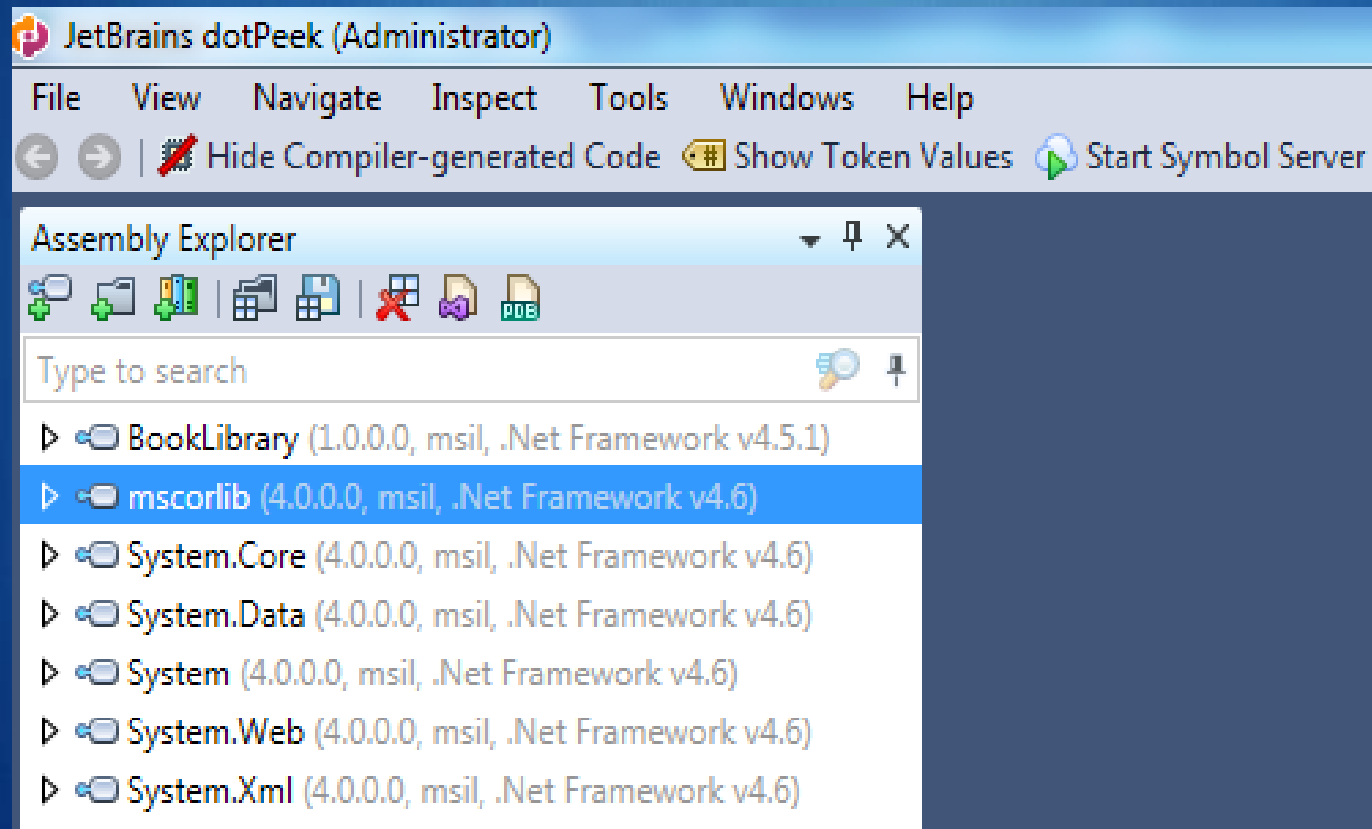 JetBrains dotPeek (Administrator)
File View Navigate Inspect Tools Windows Help
Hide Compiler-generated Code # Show Token Values Start Symbol Server
Assembly Explorer
PDB
Type to search
BookLibrary (1.0.0.0, msil, .Net Framework v4.5.1)
mscorlib (4.0.0.0, msil, .Net Framework v4.6)
System.Core (4.0.0.0, msil, .Net Framework v4.6)
System.Data (4.0.0.0, msil, .Net Framework v4.6)
System (4.0.0.0, msil, .Net Framework v4.6)
System.Web (4.0.0.0, msil, .Net Framework v4.6)
System.Xml (4.0.0.0, msil, .Net Framework v4.6)